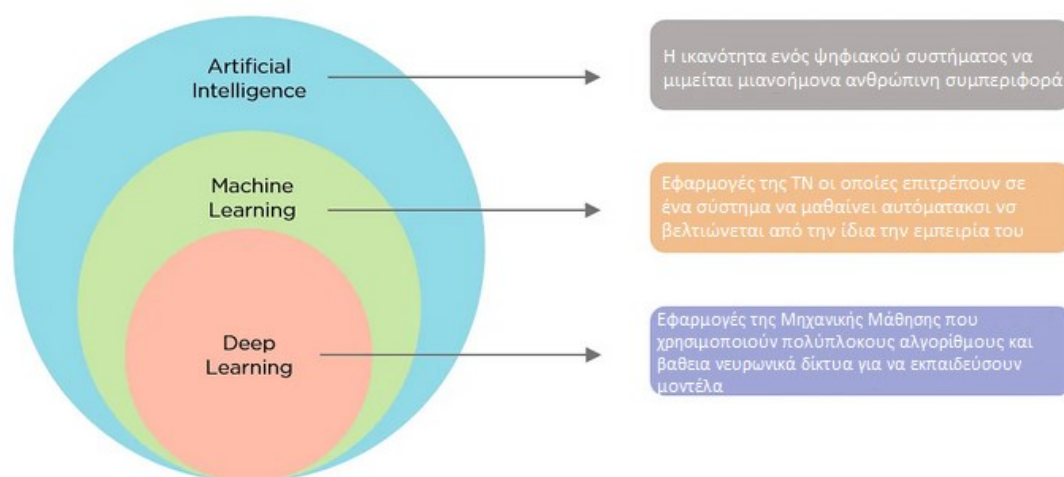 Artificial
Intelligence
Η ικανότητα ενός ψηφιακού συστήματος να
μιμείται μιανοήμονα ανθρώπινη συμπεριφορά
Machine
Learning
Εφαρμογές της ΤΝ οι οποίες επιτρέπουν σε
ένα σύστημα να μαθαίνει αυτόματακσι νσ
βελτιώνεται από την ίδια την εμπειρία του
Deep
Learning
Εφαρμογές της Μηχανικής Μάθησης που
χρησιμοποιούν πολύπλοκους αλγορίθμους και
βαθεια νευρωνικά δίκτυα για να εκπαιδεύσουν
μοντέλα